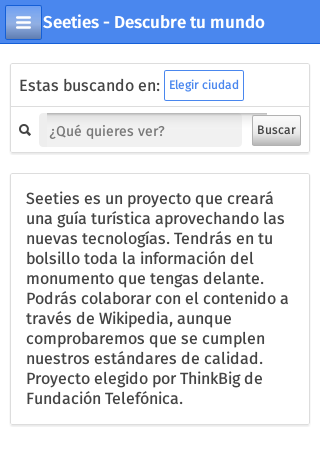 Seeties - Descubre tu mundo
Estas buscando en: Elegir ciudad
¿Qué quieres ver? Buscar
Seeties es un proyecto que creará
una guía turística aprovechando las
nuevas tecnologías. Tendrás en tu
bolsillo toda la información del
monumento que tengas delante.
Podrás colaborar con el contenido a
través de Wikipedia, aunque
comprobaremos que se cumplen
nuestros estándares de calidad.
Proyecto elegido por ThinkBig de
Fundación Telefónica.